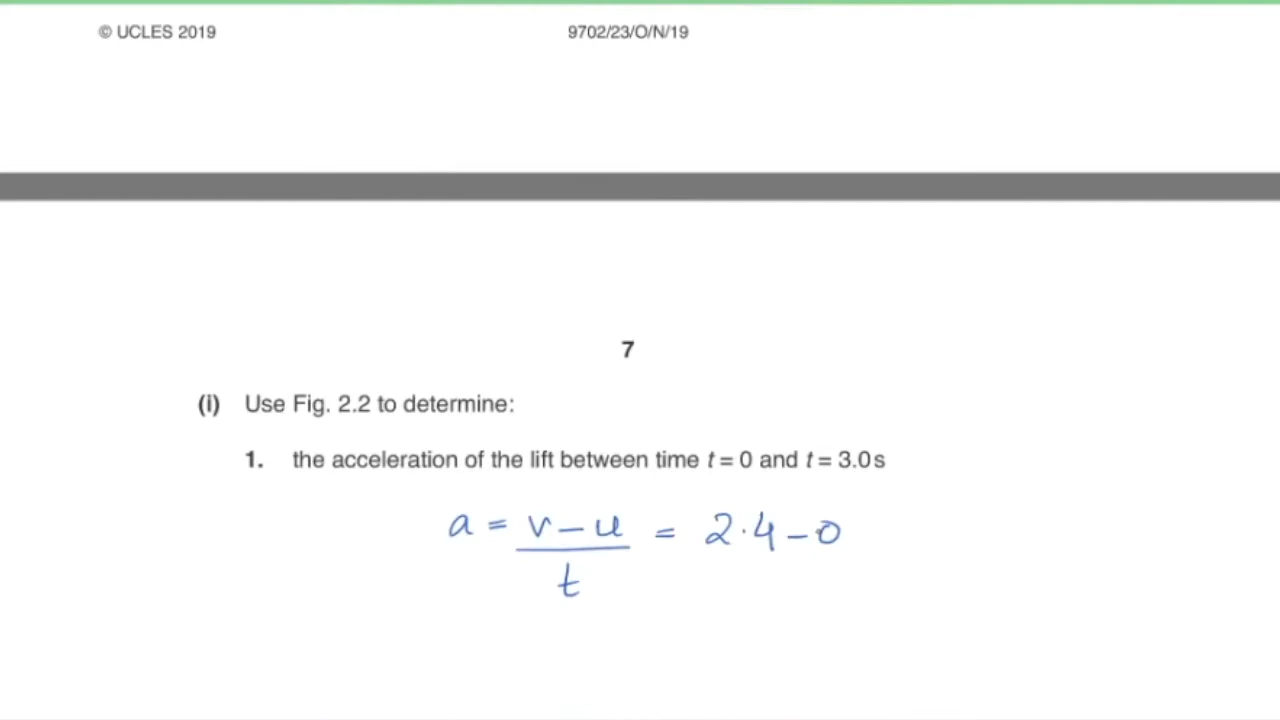 © UCLES 2019 9702/23/O/N/19
7
(i) Use Fig. 2.2 to determine:
1. the acceleration of the lift between time t = 0 and t = 3.0 s
a = v – u = 2.4 – 0
t